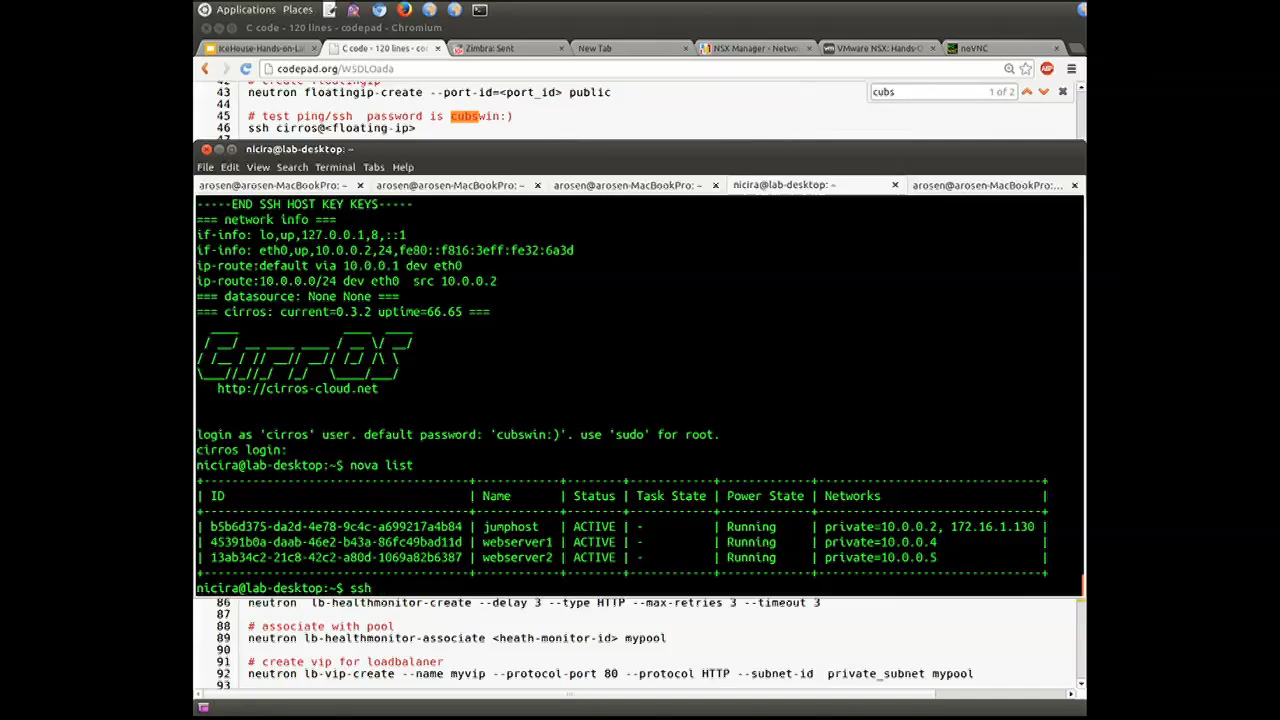 Applications Places
C code - 120 lines - codepad - Chromium
IceHouse-Hands-on-La × C code - 120 lines - co × Zimbra: Sent × New Tab × NSX Manager - Netwo × VMware NSX: Hands-O × noVNC ×
codepad.org/WSDLOada
42 # create floatingip
43 neutron floatingip-create --port-id=<port_id> public
cubs 1 of 2
44
45 # test ping/ssh password is cubswin:)
46 ssh cirros@<floating-ip>
nicira@lab-desktop: ~
File Edit View Search Terminal Tabs Help
arosen@arosen-MacBookPro: ~ × arosen@arosen-MacBookPro: ~ × arosen@arosen-MacBookPro: ~ × nicira@lab-desktop: ~ × arosen@arosen-MacBookPro:... ×
-----END SSH HOST KEY KEYS-----
=== network info ===
if-info: lo,up,127.0.0.1,8,::1
if-info: eth0,up,10.0.0.2,24,fe80::f816:3eff:fe32:6a3d
ip-route:default via 10.0.0.1 dev eth0
ip-route:10.0.0.0/24 dev eth0 src 10.0.0.2
=== datasource: None None ===
=== cirros: current=0.3.2 uptime=66.65 ===
CirrOS
http://cirros-cloud.net
login as 'cirros' user. default password: 'cubswin:)'. use 'sudo' for root.
cirros login:
nicira@lab-desktop:~$ nova list
| ID | Name | Status | Task State | Power State | Networks |
| b5b6d375-da2d-4e78-9c4c-a699217a4b84 | jumphost | ACTIVE | - | Running | private=10.0.0.2, 172.16.1.130 |
| 45391b0a-daab-46e2-b43a-86fc49bad11d | webserver1 | ACTIVE | - | Running | private=10.0.0.4 |
| 13ab34c2-21c8-42c2-a80d-1069a82b6387 | webserver2 | ACTIVE | - | Running | private=10.0.0.5 |
nicira@lab-desktop:~$ ssh
86 neutron lb-healthmonitor-create --delay 3 --type HTTP --max-retries 3 --timeout 3
87
88 # associate with pool
89 neutron lb-healthmonitor-associate <heath-monitor-id> mypool
90
91 # create vip for loadbalaner
92 neutron lb-vip-create --name myvip --protocol-port 80 --protocol HTTP --subnet-id private_subnet mypool
93